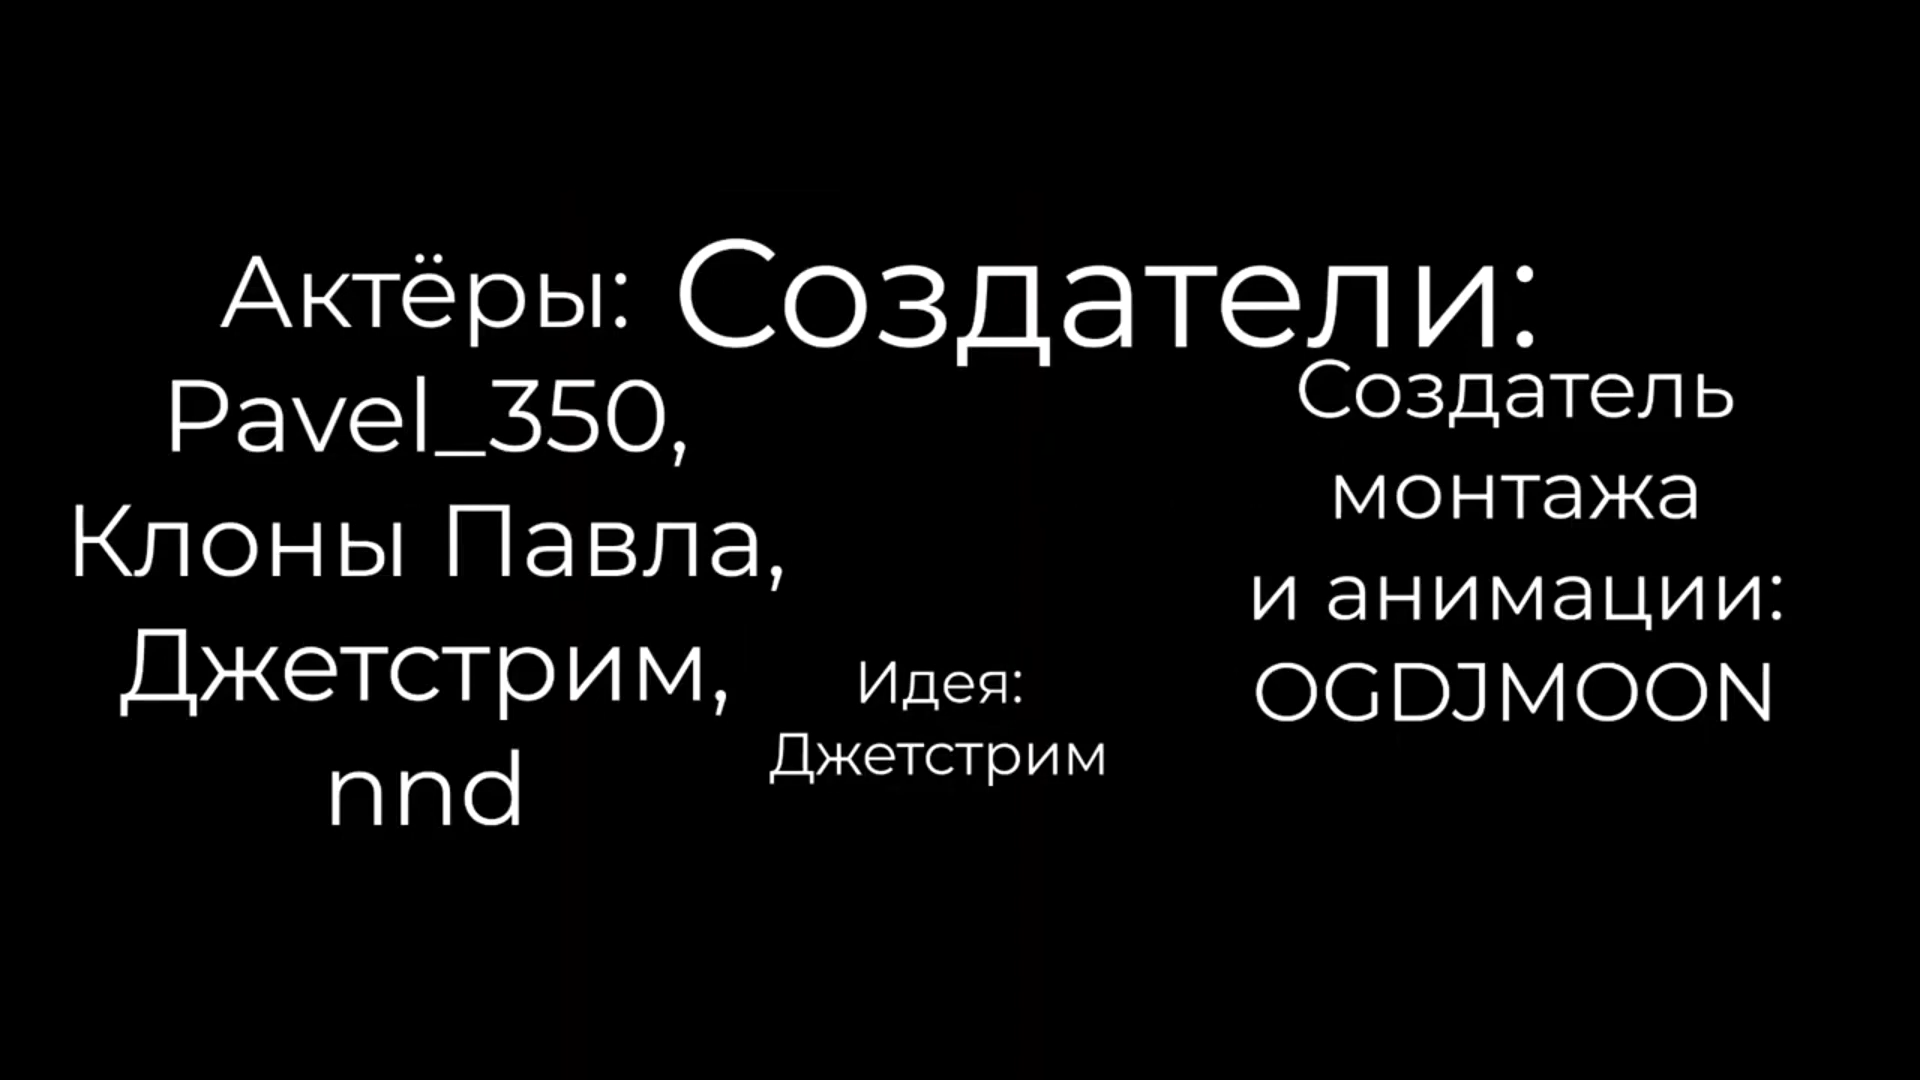 Создатели:
Актёры:
Pavel_350,
Клоны Павла,
Джетстрим,
nnd
Идея:
Джетстрим
Создатель
монтажа
и анимации:
OGDJMOON